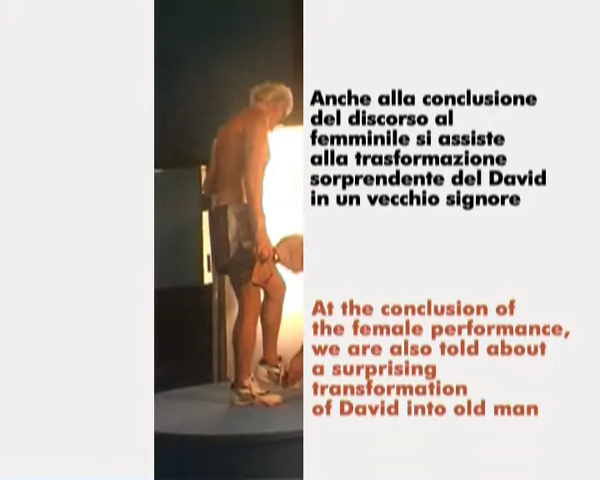 Anche alla conclusione
del discorso al
femminile si assiste
alla trasformazione
sorprendente del David
in un vecchio signore
At the conclusion of
the female performance,
we are also told about
a surprising
transformation
of David into old man